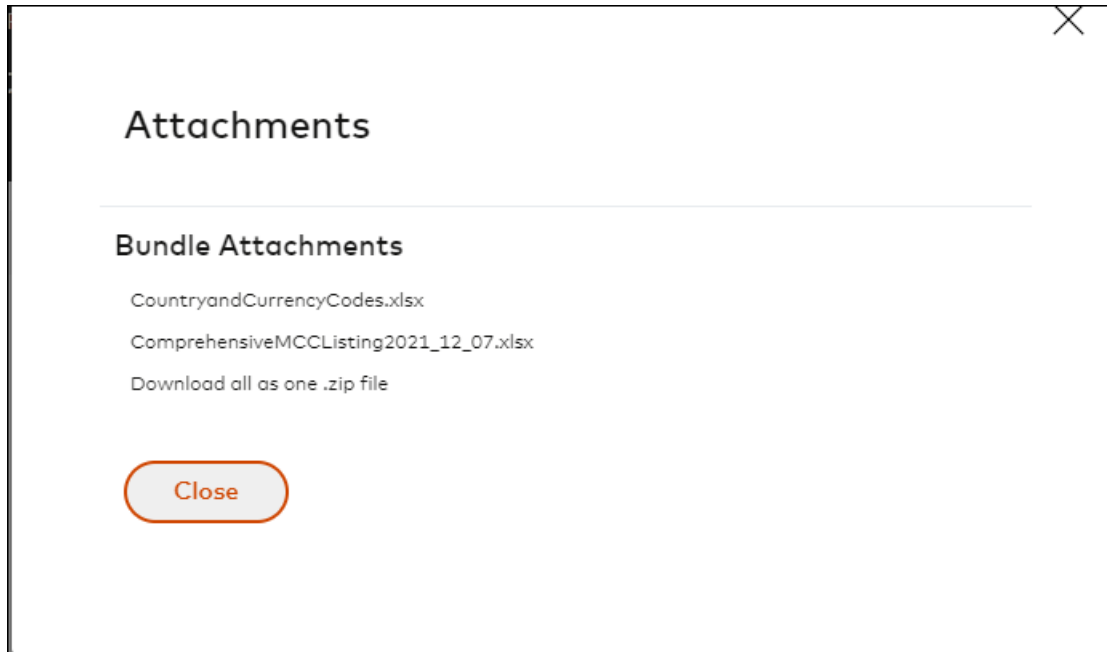 Attachments
Bundle Attachments
CountryandCurrencyCodes.xlsx
ComprehensiveMCCListing2021_12_07.xlsx
Download all as one .zip file
Close